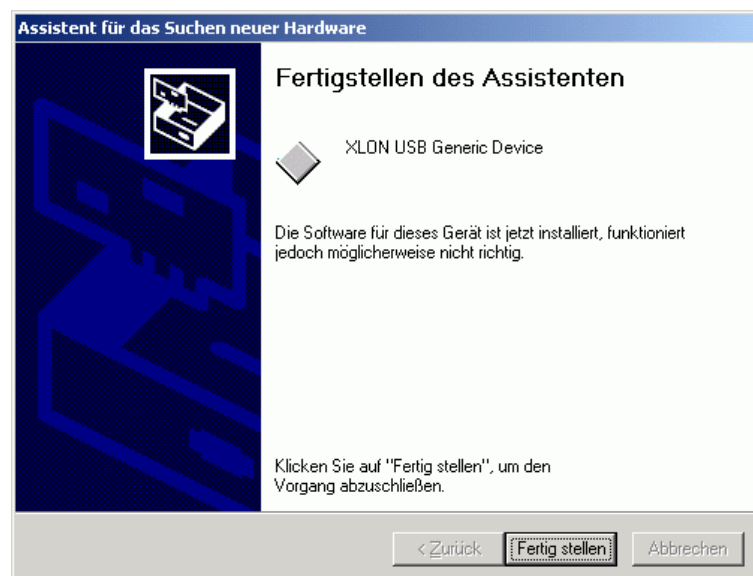 Assistent für das Suchen neuer Hardware
Fertigstellen des Assistenten
XLON USB Generic Device
Die Software für dieses Gerät ist jetzt installiert, funktioniert
jedoch möglicherweise nicht richtig.
Klicken Sie auf "Fertig stellen", um den
Vorgang abzuschließen.
< Zurück Fertig stellen Abbrechen